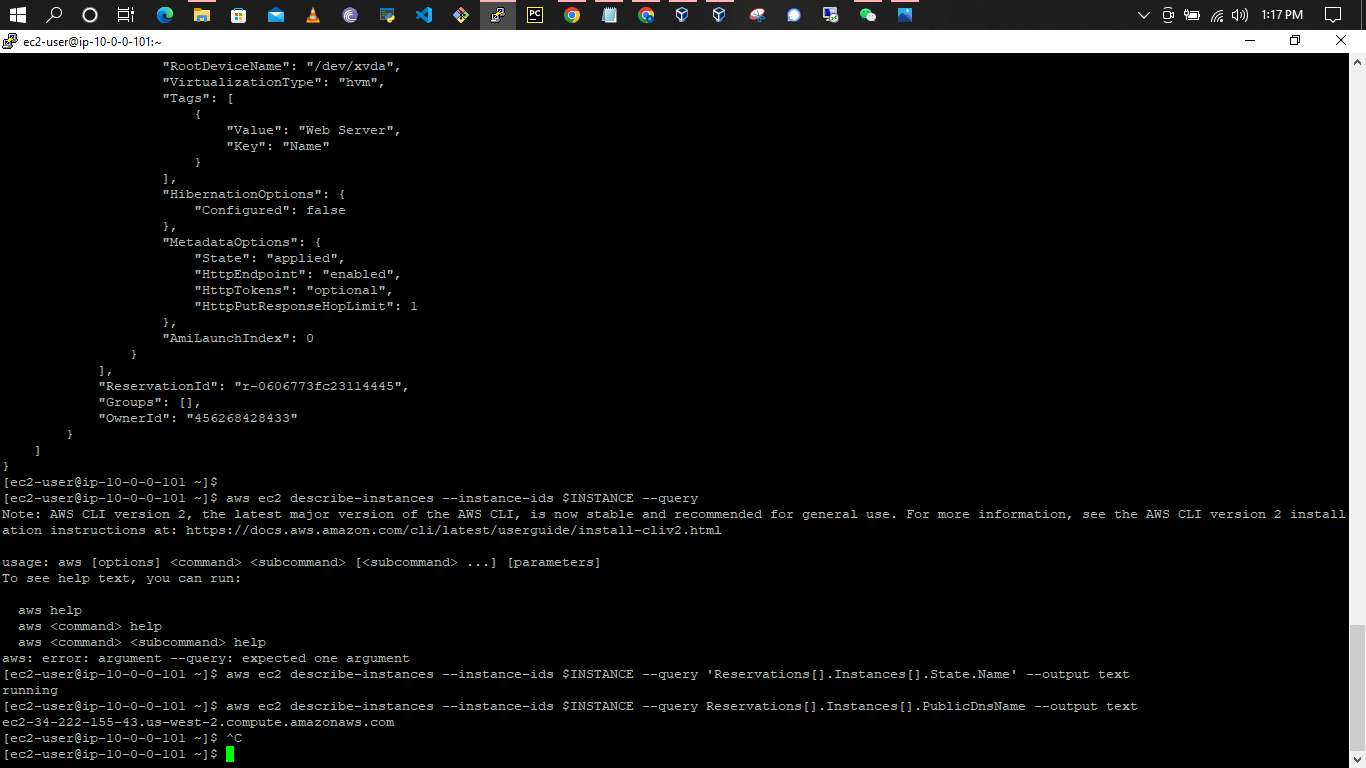 1:17 PM
PC
ec2-user@ip-10-0-0-101:~
"RootDeviceName": "/dev/xvda",
"VirtualizationType": "hvm",
"Tags": [
{
"Value": "Web Server",
"Key": "Name"
}
],
"HibernationOptions": {
"Configured": false
},
"MetadataOptions": {
"State": "applied",
"HttpEndpoint": "enabled",
"HttpTokens": "optional",
"HttpPutResponseHopLimit": 1
},
"AmiLaunchIndex": 0
}
],
"ReservationId": "r-0606773fc23114445",
"Groups": [],
"OwnerId": "456268428433"
}
]
}
[ec2-user@ip-10-0-0-101 ~]$
[ec2-user@ip-10-0-0-101 ~]$ aws ec2 describe-instances --instance-ids $INSTANCE --query
Note: AWS CLI version 2, the latest major version of the AWS CLI, is now stable and recommended for general use. For more information, see the AWS CLI version 2 install
ation instructions at: https://docs.aws.amazon.com/cli/latest/userguide/install-cliv2.html
usage: aws [options] <command> <subcommand> [<subcommand> ...] [parameters]
To see help text, you can run:
aws help
aws <command> help
aws <command> <subcommand> help
aws: error: argument --query: expected one argument
[ec2-user@ip-10-0-0-101 ~]$ aws ec2 describe-instances --instance-ids $INSTANCE --query 'Reservations[].Instances[].State.Name' --output text
running
[ec2-user@ip-10-0-0-101 ~]$ aws ec2 describe-instances --instance-ids $INSTANCE --query Reservations[].Instances[].PublicDnsName --output text
ec2-34-222-155-43.us-west-2.compute.amazonaws.com
[ec2-user@ip-10-0-0-101 ~]$ ^C
[ec2-user@ip-10-0-0-101 ~]$